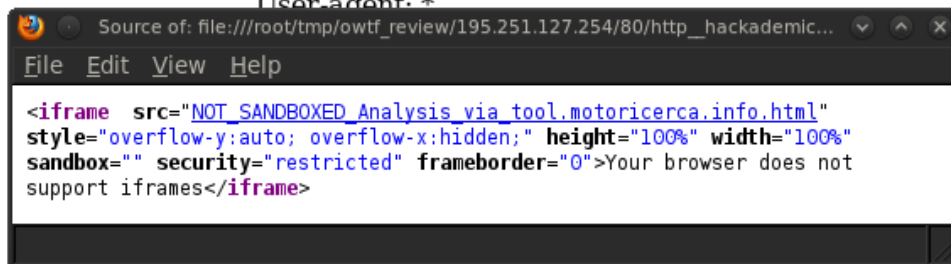 User-agent: *
Source of: file:///root/tmp/owtf_review/195.251.127.254/80/http__hackademic...
File Edit View Help
<iframe  src="NOT_SANDBOXED_Analysis_via_tool.motoricerca.info.html"
style="overflow-y:auto; overflow-x:hidden;" height="100%" width="100%"
sandbox="" security="restricted" frameborder="0">Your browser does not
support iframes</iframe>